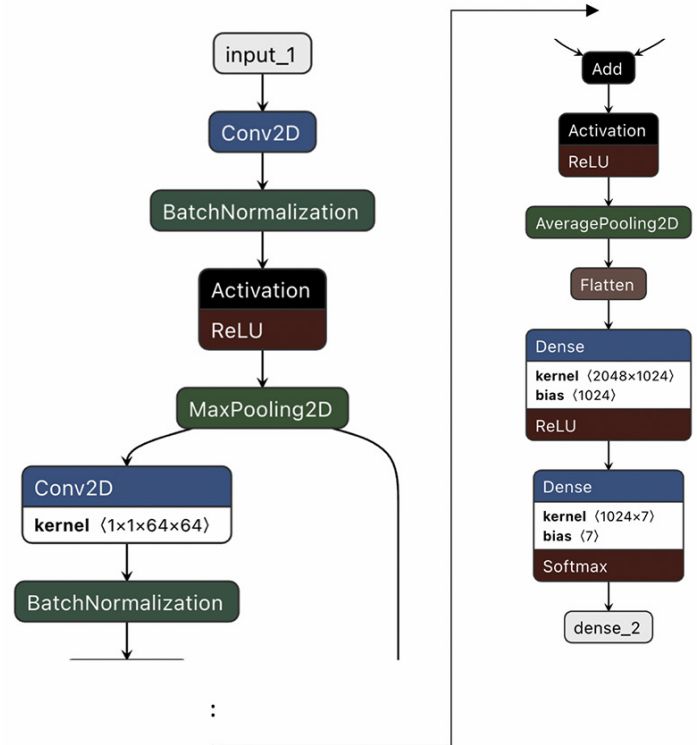 input_1
Conv2D
BatchNormalization
Activation
ReLU
MaxPooling2D
Conv2D
kernel ⟨1×1×64×64⟩
BatchNormalization
:
Add
Activation
ReLU
AveragePooling2D
Flatten
Dense
kernel ⟨2048×1024⟩
bias ⟨1024⟩
ReLU
Dense
kernel ⟨1024×7⟩
bias ⟨7⟩
Softmax
dense_2